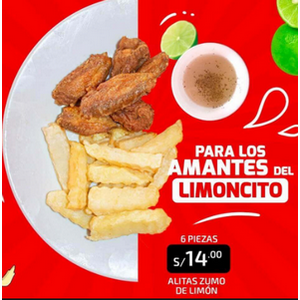 PARA LOS
AMANTES DEL
LIMONCITO
6 PIEZAS
S/14.00
ALITAS ZUMO
DE LIMÓN